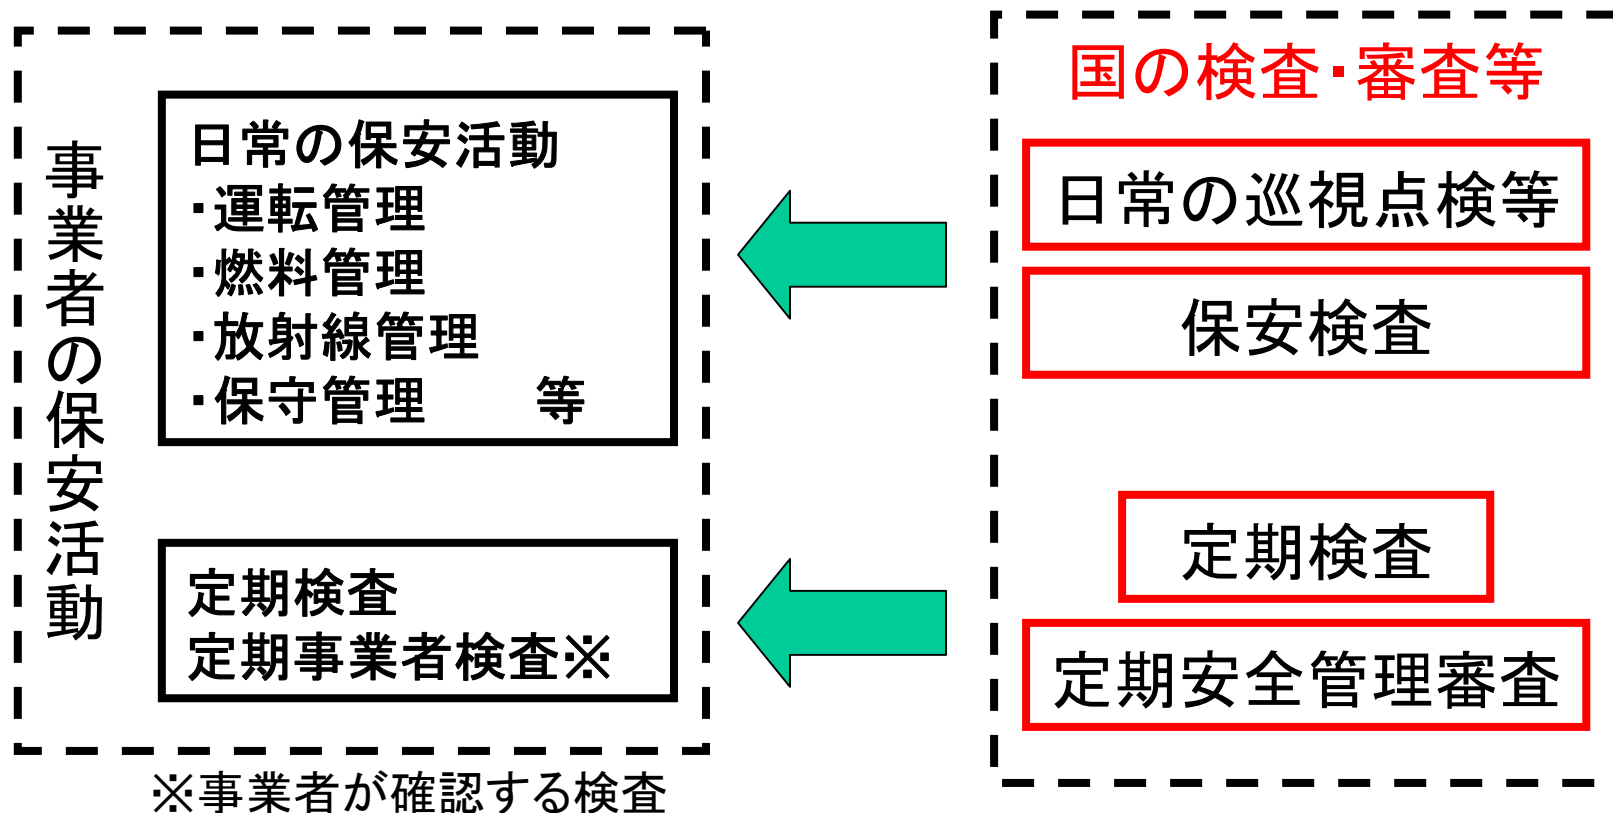 事業者の保安活動
日常の保安活動
・運転管理
・燃料管理
・放射線管理
・保守管理　　等
定期検査
定期事業者検査※
※事業者が確認する検査
国の検査・審査等
日常の巡視点検等
保安検査
定期検査
定期安全管理審査